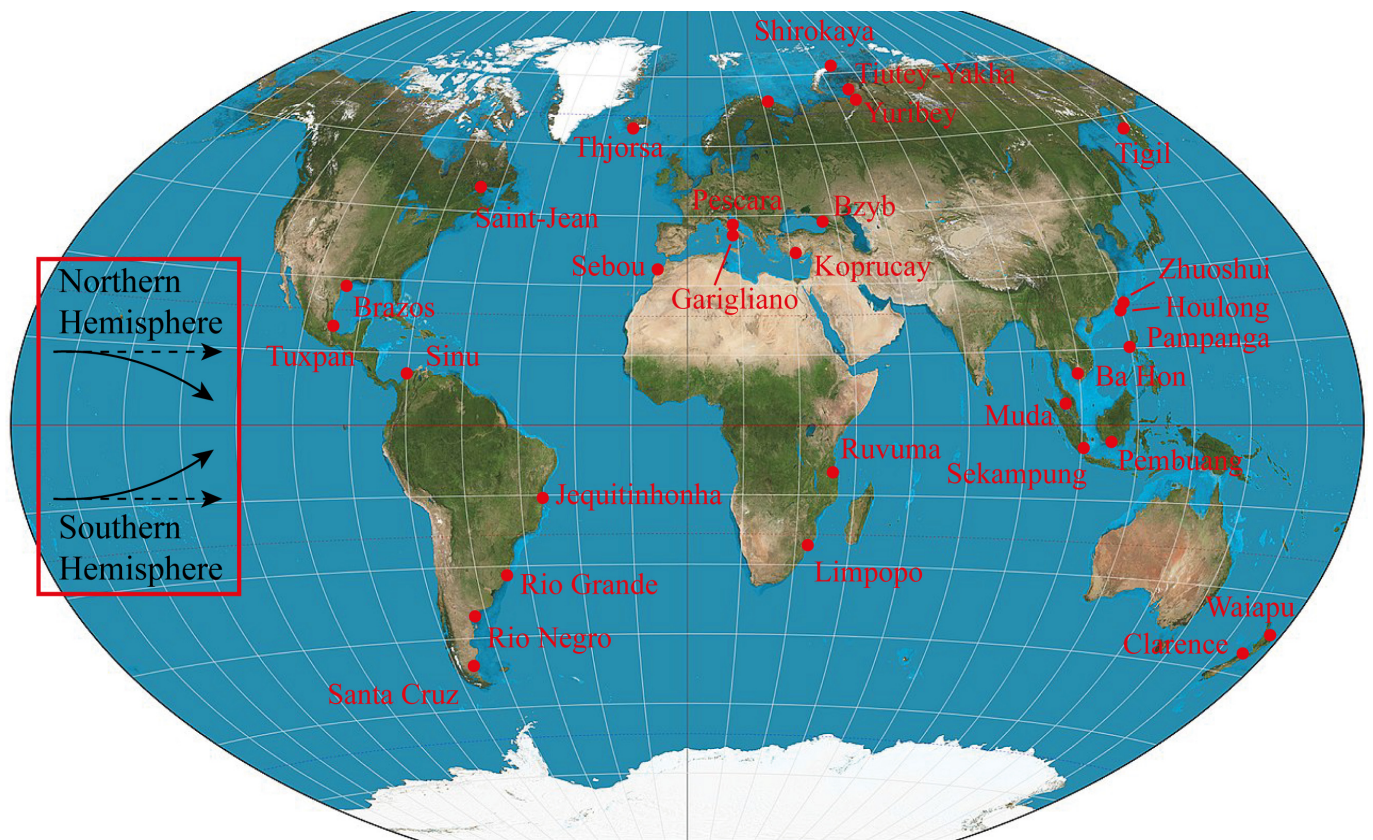 Shirokaya
Tiutey-Yakha
Yuribey
Thjorsa
Tigil
Saint-Jean
Pescara
Bzyb
Sebou
Koprucay
Garigliano
Zhuoshui
Northern
Hemisphere
Brazos
Houlong
Tuxpan
Sinu
Pampanga
Ba Hon
Muda
Ruvuma
Sekampung
Pembuang
Jequitinhonha
Southern
Hemisphere
Limpopo
Rio Grande
Waiapu
Rio Negro
Clarence
Santa Cruz